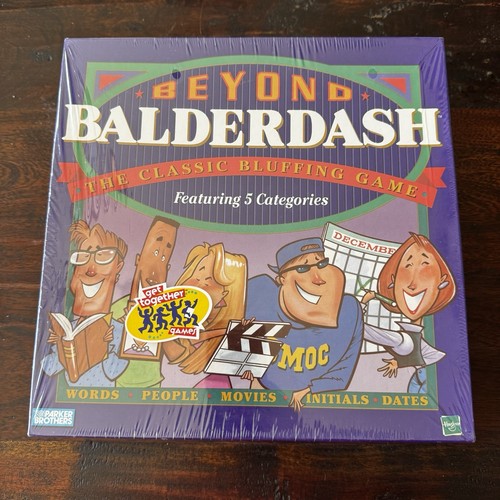 BEYOND
BALDERDASH
THE CLASSIC BLUFFING GAME
Featuring 5 Categories
DECEMBER
get
together
games
MOC
WORDS · PEOPLE · MOVIES · INITIALS · DATES
PARKER
BROTHERS
Hasbro